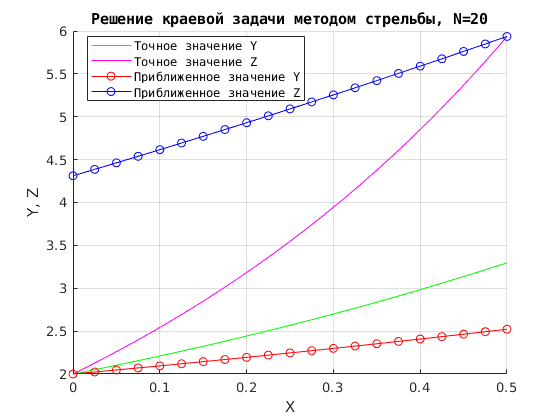 Решение краевой задачи методом стрельбы, N=20
Точное значение Y
Точное значение Z
Приближенное значение Y
Приближенное значение Z
6
5.5
5
4.5
4
3.5
3
2.5
2
Y, Z
0
0.1
0.2
0.3
0.4
0.5
X